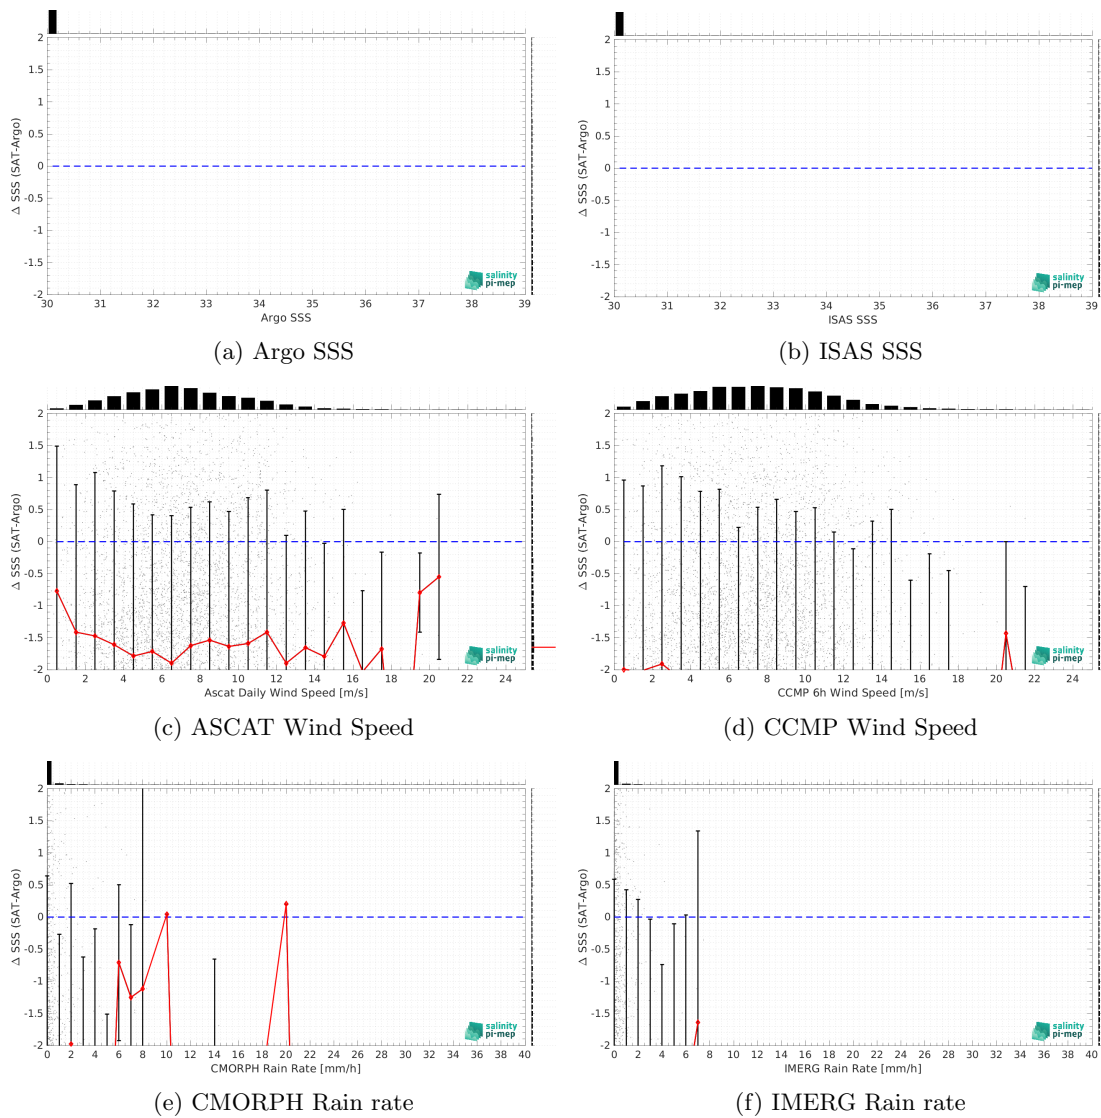 2
1.5
1
0.5
0
-0.5
-1
-1.5
-2
Δ SSS (SAT-Argo)
30 31 32 33 34 35 36 37 38 39
Argo SSS
salinity
pi-mep
(a) Argo SSS
2
1.5
1
0.5
0
-0.5
-1
-1.5
-2
Δ SSS (SAT-Argo)
30 31 32 33 34 35 36 37 38 39
ISAS SSS
salinity
pi-mep
(b) ISAS SSS
2
1.5
1
0.5
0
-0.5
-1
-1.5
-2
Δ SSS (SAT-Argo)
0 2 4 6 8 10 12 14 16 18 20 22 24
Ascat Daily Wind Speed [m/s]
salinity
pi-mep
(c) ASCAT Wind Speed
2
1.5
1
0.5
0
-0.5
-1
-1.5
-2
Δ SSS (SAT-Argo)
0 2 4 6 8 10 12 14 16 18 20 22 24
CCMP 6h Wind Speed [m/s]
salinity
pi-mep
(d) CCMP Wind Speed
2
1.5
1
0.5
0
-0.5
-1
-1.5
-2
Δ SSS (SAT-Argo)
0 2 4 6 8 10 12 14 16 18 20 22 24 26 28 30 32 34 36 38 40
CMORPH Rain Rate [mm/h]
salinity
pi-mep
(e) CMORPH Rain rate
2
1.5
1
0.5
0
-0.5
-1
-1.5
-2
Δ SSS (SAT-Argo)
0 2 4 6 8 10 12 14 16 18 20 22 24 26 28 30 32 34 36 38 40
IMERG Rain Rate [mm/h]
salinity
pi-mep
(f) IMERG Rain rate